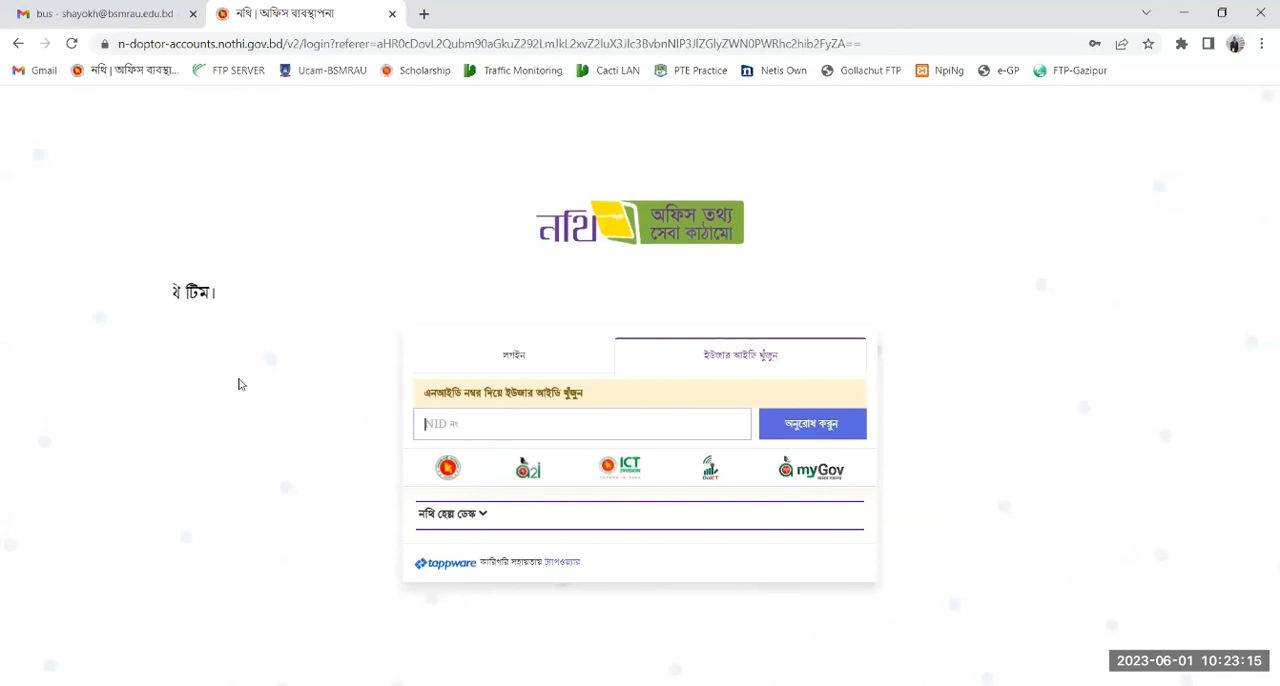 bus - shayokh@bsmrau.edu.bd
নথি | অফিস ব্যবস্থাপনা
n-doptor-accounts.nothi.gov.bd/v2/login?referer=aHR0cDovL2Qubm90aGkuZ292LmJkL2xvZ2luX3Jlc3BvbnNlP3JlZGlyZWN0PWRhc2hib2FyZA==
Gmail নথি | অফিস ব্যবস্থা... FTP SERVER Ucam-BSMRAU Scholarship Traffic Monitoring Cacti LAN PTE Practice Netis Own Gollachut FTP NpiNg e-GP FTP-Gazipur
নথি অফিস তথ্য
সেবা কাঠামো
টিম।
লগইন ইউজার আইডি খুঁজুন
এনআইডি নম্বর দিয়ে ইউজার আইডি খুঁজুন
NID নং অনুরোধ করুন
a2i ICT DIVISION DoICT myGov
নথি হেল্প ডেস্ক
tappware কারিগরি সহায়তায় ট্যাপওয়্যার
2023-06-01 10:23:15